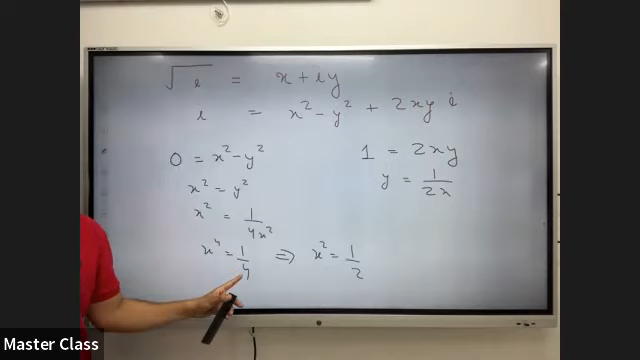 √i = x + iy
i = x² - y² + 2xy i
0 = x² - y²
x² = y²
x² = 1/4x²
x⁴ = 1/4 ⇒ x² = 1/2
1 = 2xy
y = 1/2x
Master Class